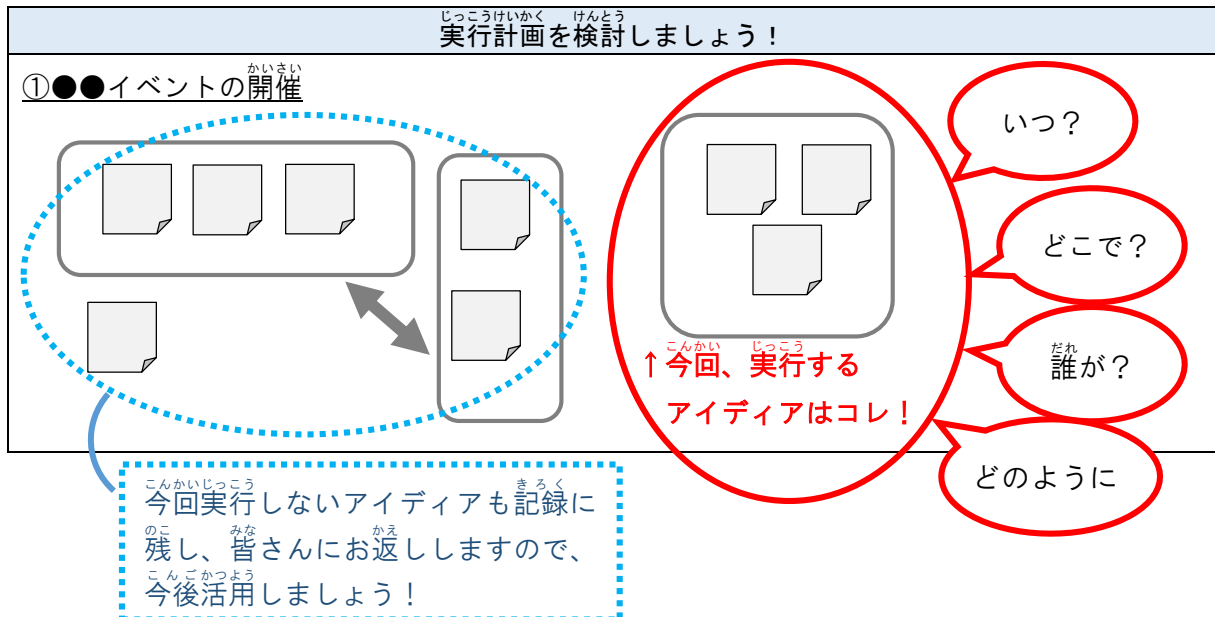 実行計画を検討しましょう！
①●●イベントの開催
いつ？
どこで？
誰が？
どのように
↑今回、実行する
アイディアはコレ！
今回実行しないアイディアも記録に
残し、皆さんにお返ししますので、
今後活用しましょう！